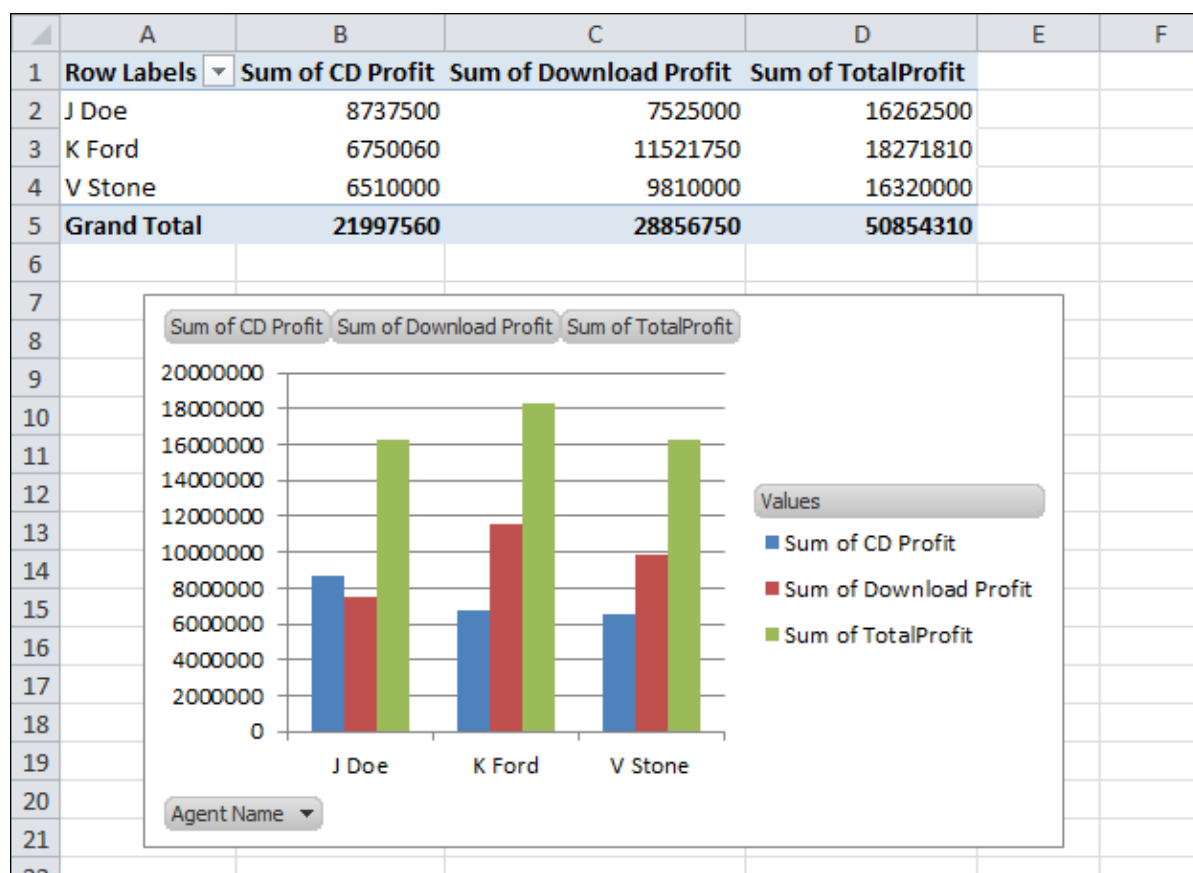 A B C D E F
1 Row Labels Sum of CD Profit Sum of Download Profit Sum of TotalProfit
2 J Doe 8737500 7525000 16262500
3 K Ford 6750060 11521750 18271810
4 V Stone 6510000 9810000 16320000
5 Grand Total 21997560 28856750 50854310
6
7
8
9
10
11
12
13
14
15
16
17
18
19
20
21
Sum of CD Profit Sum of Download Profit Sum of TotalProfit
20000000
18000000
16000000
14000000
12000000
10000000
8000000
6000000
4000000
2000000
0
J Doe K Ford V Stone
Values
Sum of CD Profit
Sum of Download Profit
Sum of TotalProfit
Agent Name